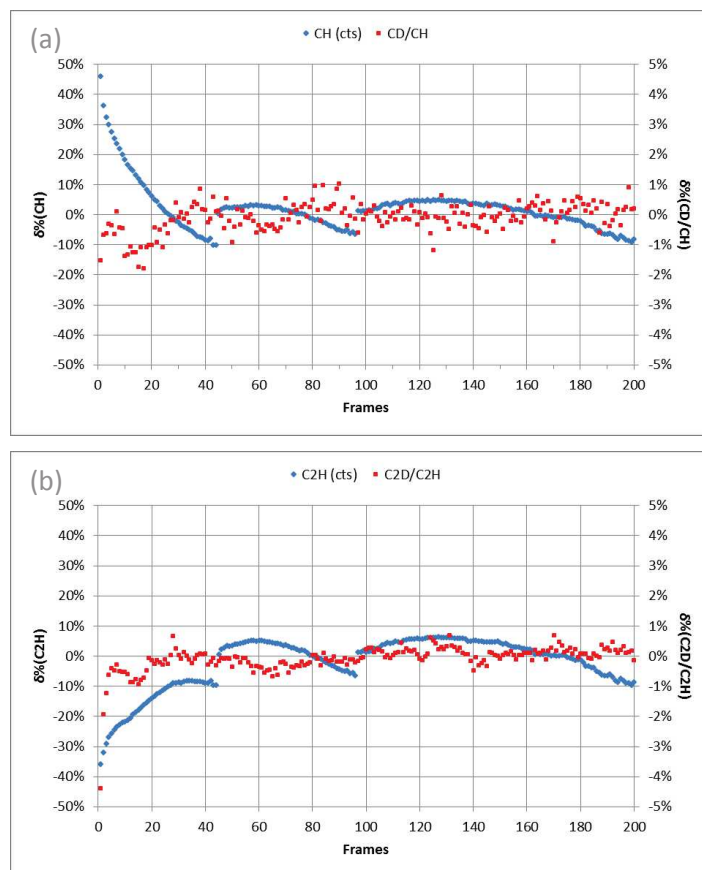 (a)
CH (cts) CD/CH
50% 5%
40% 4%
30% 3%
20% 2%
10% 1%
0% 0%
-10% -1%
-20% -2%
-30% -3%
-40% -4%
-50% -5%
δ%(CH)
δ%(CD/CH)
0 20 40 60 80 100 120 140 160 180 200
Frames
(b)
C2H (cts) C2D/C2H
50% 5%
40% 4%
30% 3%
20% 2%
10% 1%
0% 0%
-10% -1%
-20% -2%
-30% -3%
-40% -4%
-50% -5%
δ%(C2H)
δ%(C2D/C2H)
0 20 40 60 80 100 120 140 160 180 200
Frames